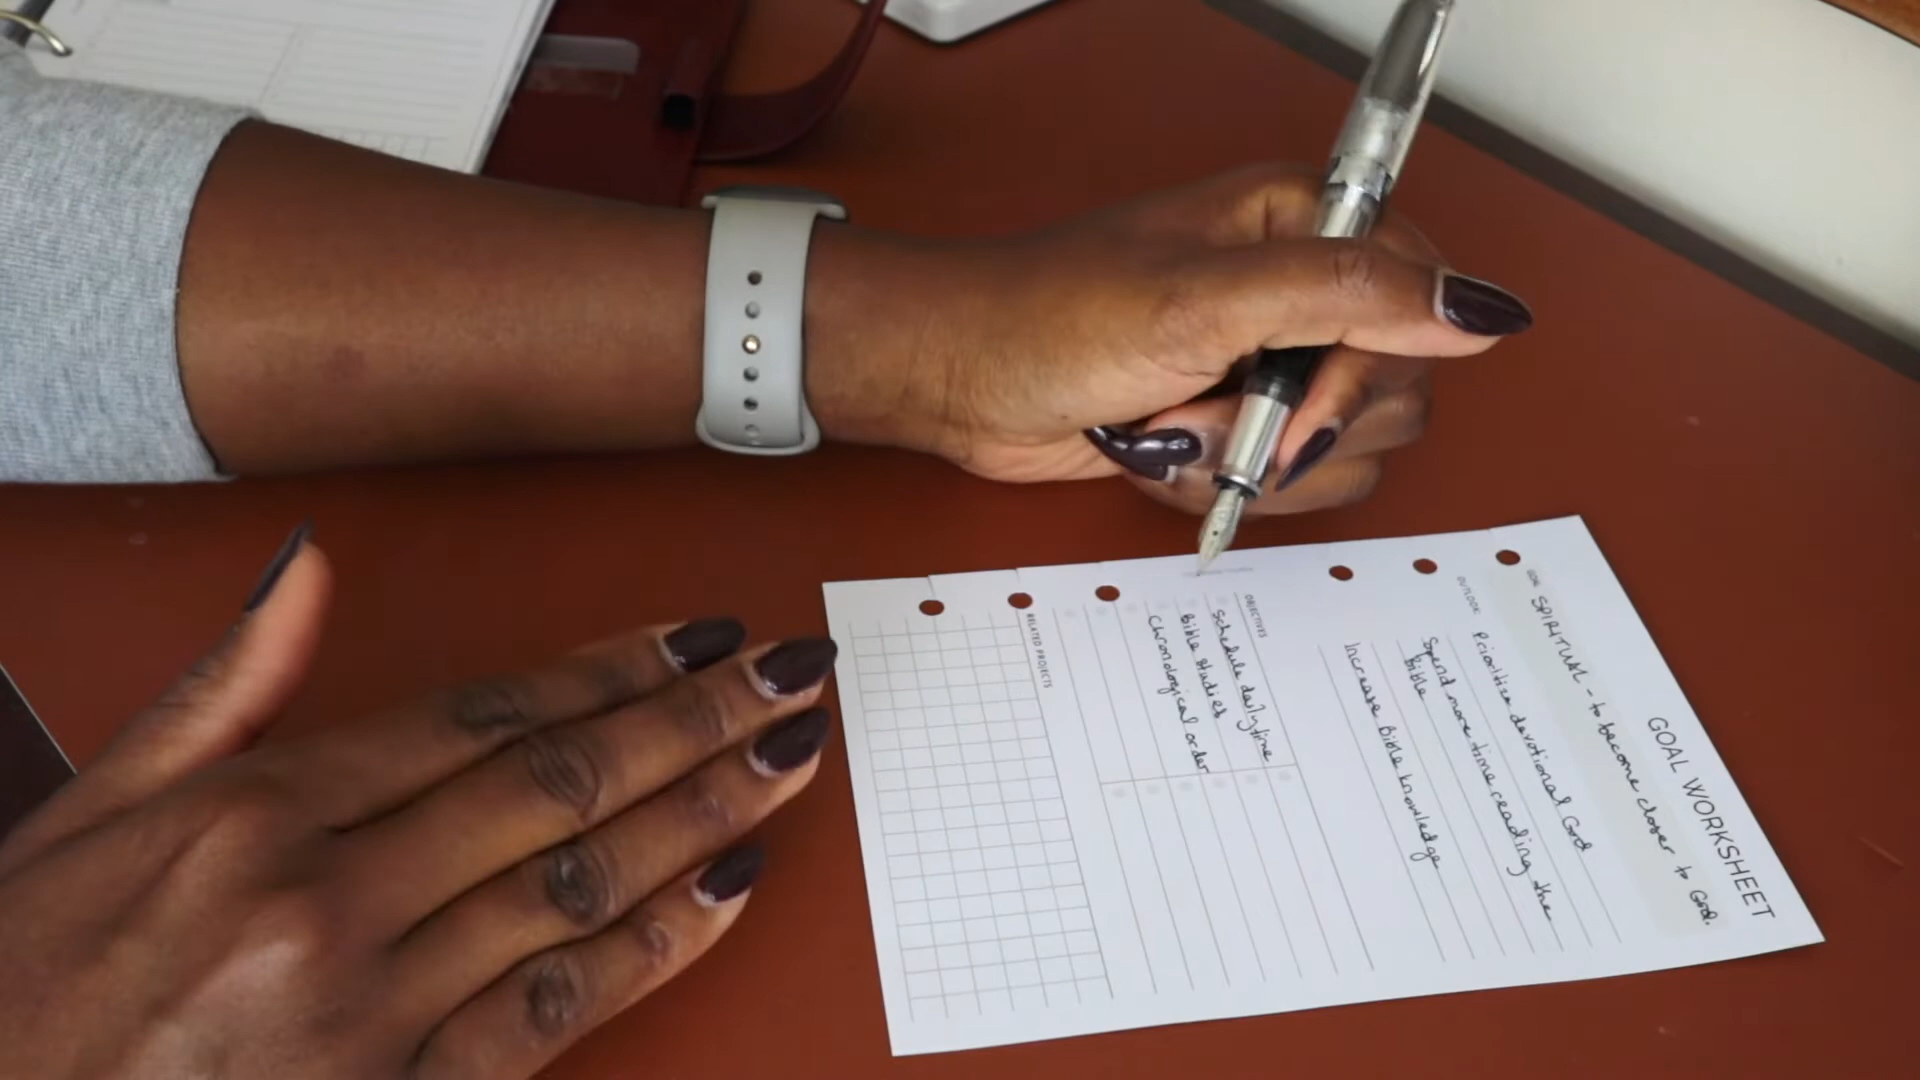 GOAL WORKSHEET
GOAL: SPIRITUAL - to become closer to God.
OUTLOOK: Prioritize devotional God
Spend more time reading the
Bible
Increase Bible knowledge
OBJECTIVES
Schedule daily time
Bible studies
Chronological order
RELATED PROJECTS